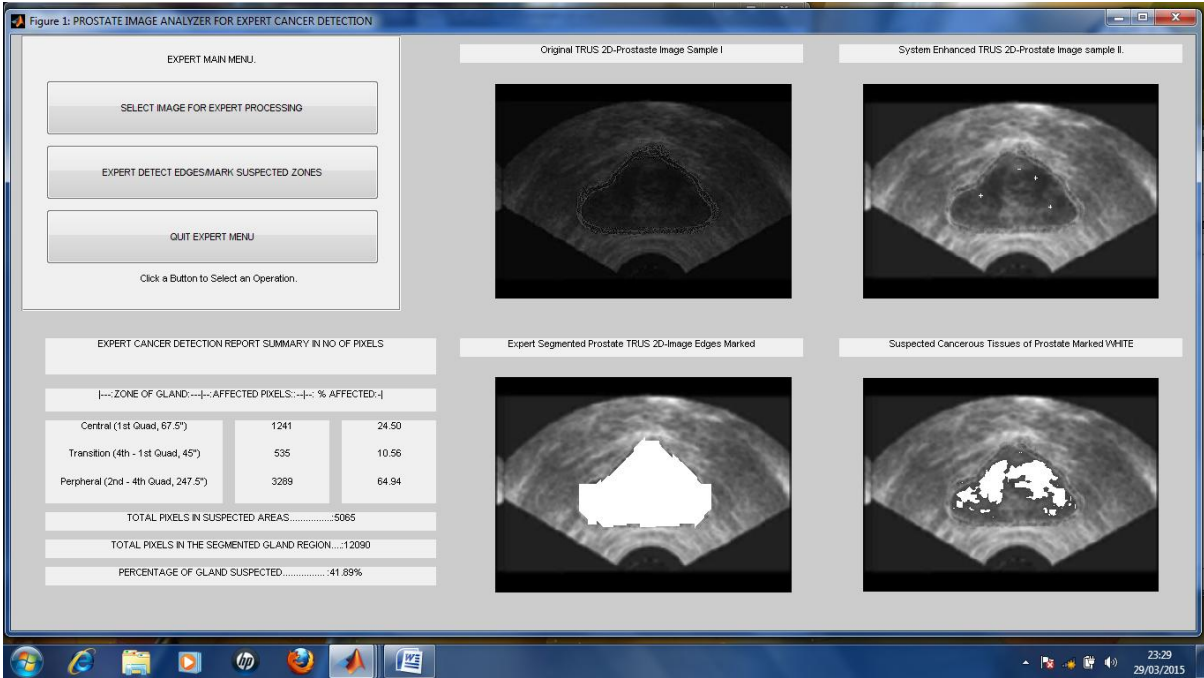 Figure 1: PROSTATE IMAGE ANALYZER FOR EXPERT CANCER DETECTION
EXPERT MAIN MENU.
SELECT IMAGE FOR EXPERT PROCESSING
EXPERT DETECT EDGES/MARK SUSPECTED ZONES
QUIT EXPERT MENU
Click a Button to Select an Operation.
Original TRUS 2D-Prostaste Image Sample I
System Enhanced TRUS 2D-Prostate Image sample II.
EXPERT CANCER DETECTION REPORT SUMMARY IN NO OF PIXELS
|---:ZONE OF GLAND:---|--:AFFECTED PIXELS::--|--: % AFFECTED:-|
Central (1st Quad, 67.5") 1241 24.50
Transition (4th - 1st Quad, 45") 535 10.56
Perpheral (2nd - 4th Quad, 247.5") 3289 64.94
TOTAL PIXELS IN SUSPECTED AREAS...............:5065
TOTAL PIXELS IN THE SEGMENTED GLAND REGION....:12090
PERCENTAGE OF GLAND SUSPECTED............... :41.89%
Expert Segmented Prostate TRUS 2D-Image Edges Marked
Suspected Cancerous Tissues of Prostate Marked WHITE
hp
W
23:29
29/03/2015